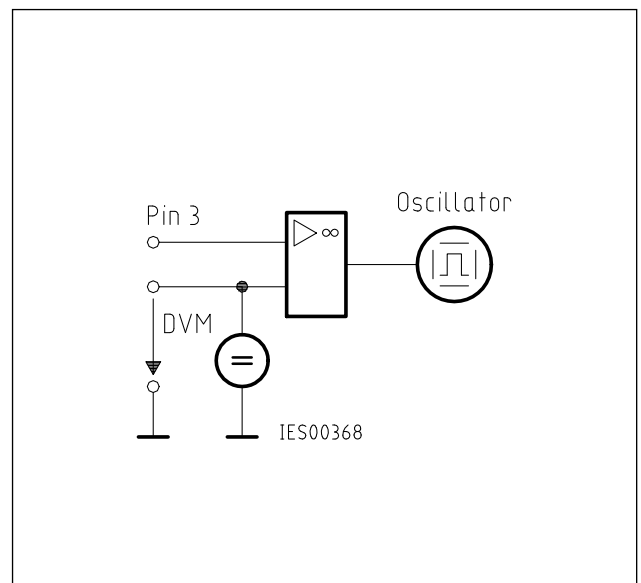 Oscillator
Pin 3
▷ ∞
DVM
=
IES00368